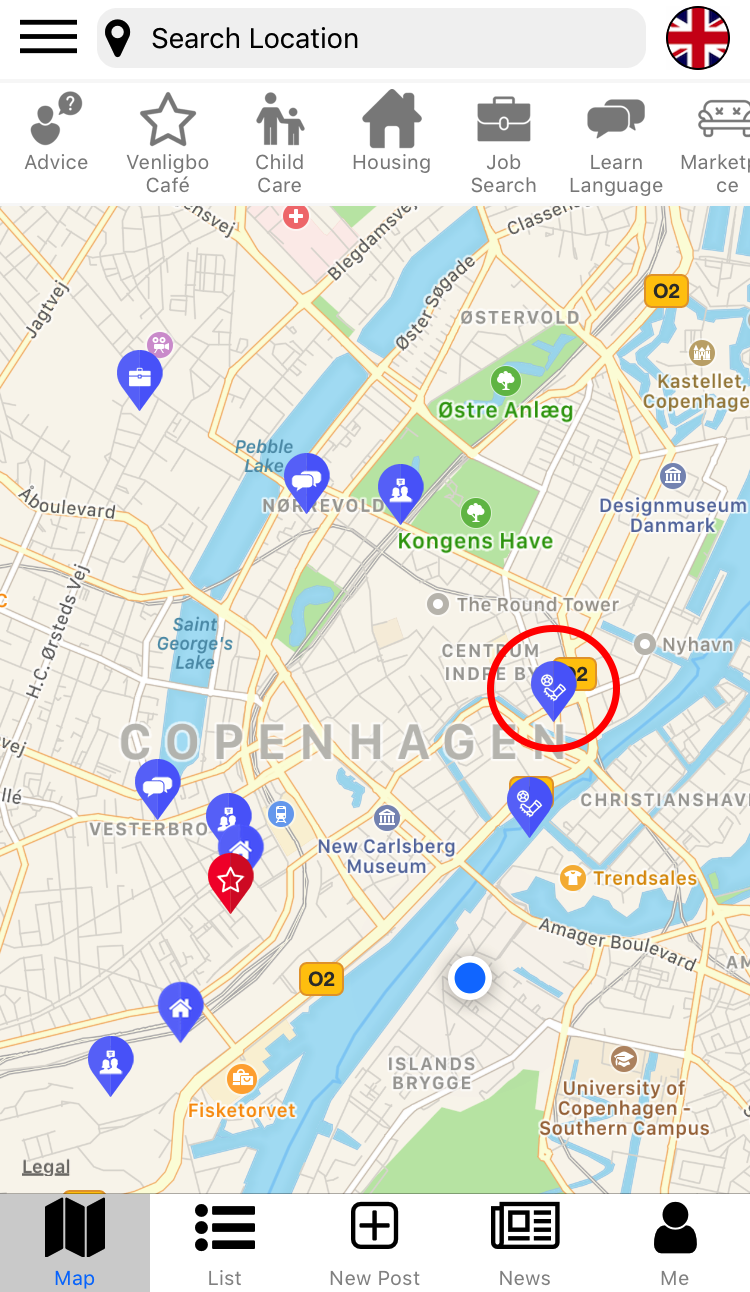 Search Location
Advice
Venligbo
Café
Child
Care
Housing
Job
Search
Learn
Language
Marketp
ce
ensvej
Blegdamsvej
Classens
Jagtvej
Øster Søgade
O2
ØSTERVOLD
Kastellet,
Copenhage
Østre Anlæg
Pebble
Lake
NØRREVOLD
Åboulevard
Designmuseum
Danmark
Kongens Have
H.C. Ørsteds Vej
The Round Tower
Saint
George's
Lake
Nyhavn
CENTRUM
INDRE BY
O2
COPENHAGEN
vej
llé
VESTERBRO
CHRISTIANSHAV
New Carlsberg
Museum
Trendsales
Amager Boulevard
AM
O2
ISLANDS
BRYGGE
University of
Copenhagen -
Southern Campus
Fisketorvet
Legal
Map
List
New Post
News
Me